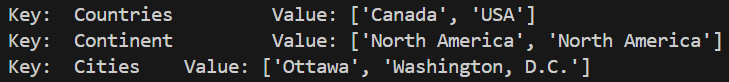 Key:  Countries         Value: ['Canada', 'USA']
Key:  Continent         Value: ['North America', 'North America']
Key:  Cities    Value: ['Ottawa', 'Washington, D.C.']